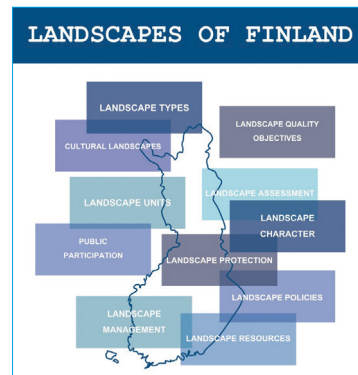 LANDSCAPES OF FINLAND
LANDSCAPE TYPES
LANDSCAPE QUALITY
OBJECTIVES
CULTURAL LANDSCAPES
LANDSCAPE ASSESSMENT
LANDSCAPE UNITS
LANDSCAPE
CHARACTER
PUBLIC
PARTICIPATION
LANDSCAPE PROTECTION
LANDSCAPE POLICIES
LANDSCAPE
MANAGEMENT
LANDSCAPE RESOURCES